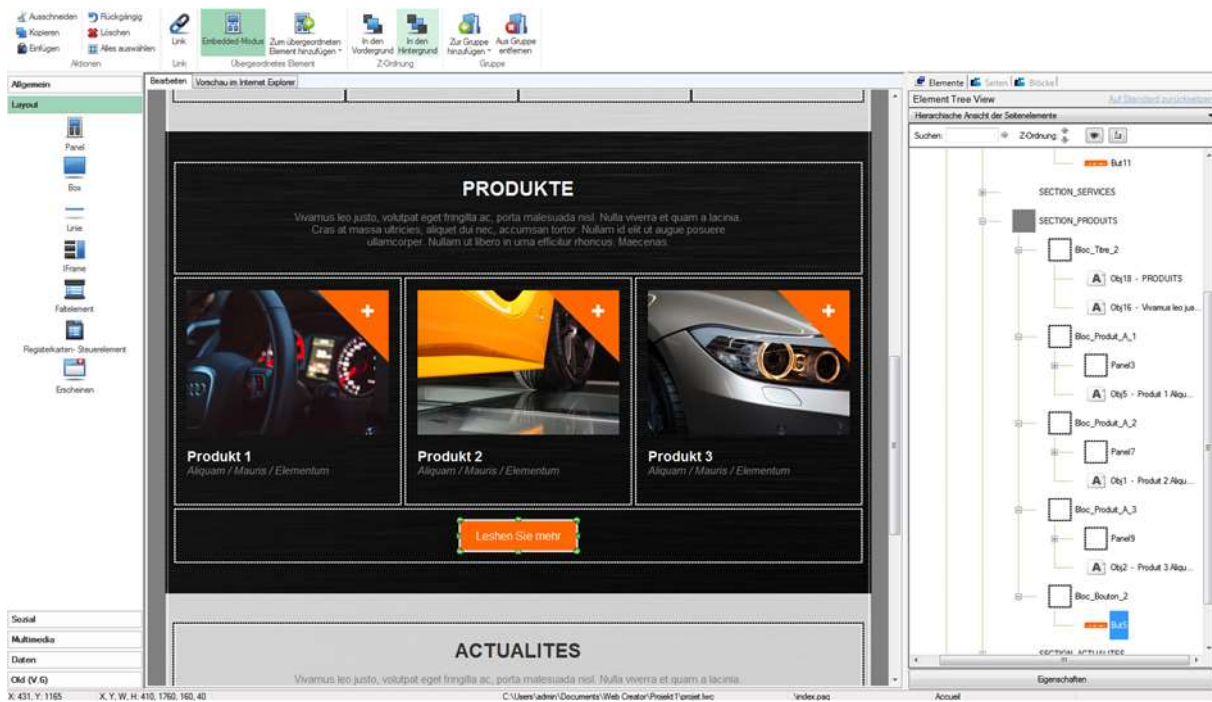 Ausschneiden Rückgängig
Kopieren Löschen
Einfügen Alles auswählen
Aktionen
Link
Link
Embedded-Modus
Zum übergeordneten Element hinzufügen
Übergeordnetes Element
In den Vordergrund
In den Hintergrund
Z-Ordnung
Zur Gruppe hinzufügen
Aus Gruppe entfernen
Gruppe
Allgemein
Layout
Panel
Box
Linie
IFrame
Faltelement
Registerkarten- Steuerelement
Erscheinen
Sozial
Multimedia
Daten
Old (V.6)
Bearbeiten Vorschau im Internet Explorer
PRODUKTE
Vivamus leo justo, volutpat eget fringilla ac, porta malesuada nisl. Nulla viverra et quam a lacinia.
Cras at massa ultricies, aliquet dui nec, accumsan tortor. Nullam id elit ut augue posuere
ullamcorper. Nullam ut libero in urna efficitur rhoncus. Maecenas.
+ + +
Produkt 1
Aliquam / Mauris / Elementum
Produkt 2
Aliquam / Mauris / Elementum
Produkt 3
Aliquam / Mauris / Elementum
Leshen Sie mehr
ACTUALITES
Vivamus leo justo, volutpat eget fringilla ac, porta malesuada nisl. Nulla viverra et quam a lacinia.
Elemente Seiten Blöcke
Element Tree View Auf Standard zurücksetzen
Hierarchische Ansicht der Seitenelemente
Suchen: Z-Ordnung:
But11
SECTION_SERVICES
SECTION_PRODUITS
Bloc_Titre_2
Obj18 - PRODUITS
Obj16 - Vivamus leo jus...
Bloc_Produit_A_1
Panel3
Obj5 - Produit 1 Aliqu...
Bloc_Produit_A_2
Panel7
Obj1 - Produit 2 Aliqu...
Bloc_Produit_A_3
Panel9
Obj2 - Produit 3 Aliqu...
Bloc_Bouton_2
But5
SECTION_ACTUALITES
Eigenschaften
X: 431, Y: 1165 X, Y, W, H: 410, 1760, 160, 40 C:\Users\admin\Documents\Web Creator\Projekt1\projet.lwc \index.paq Accueil